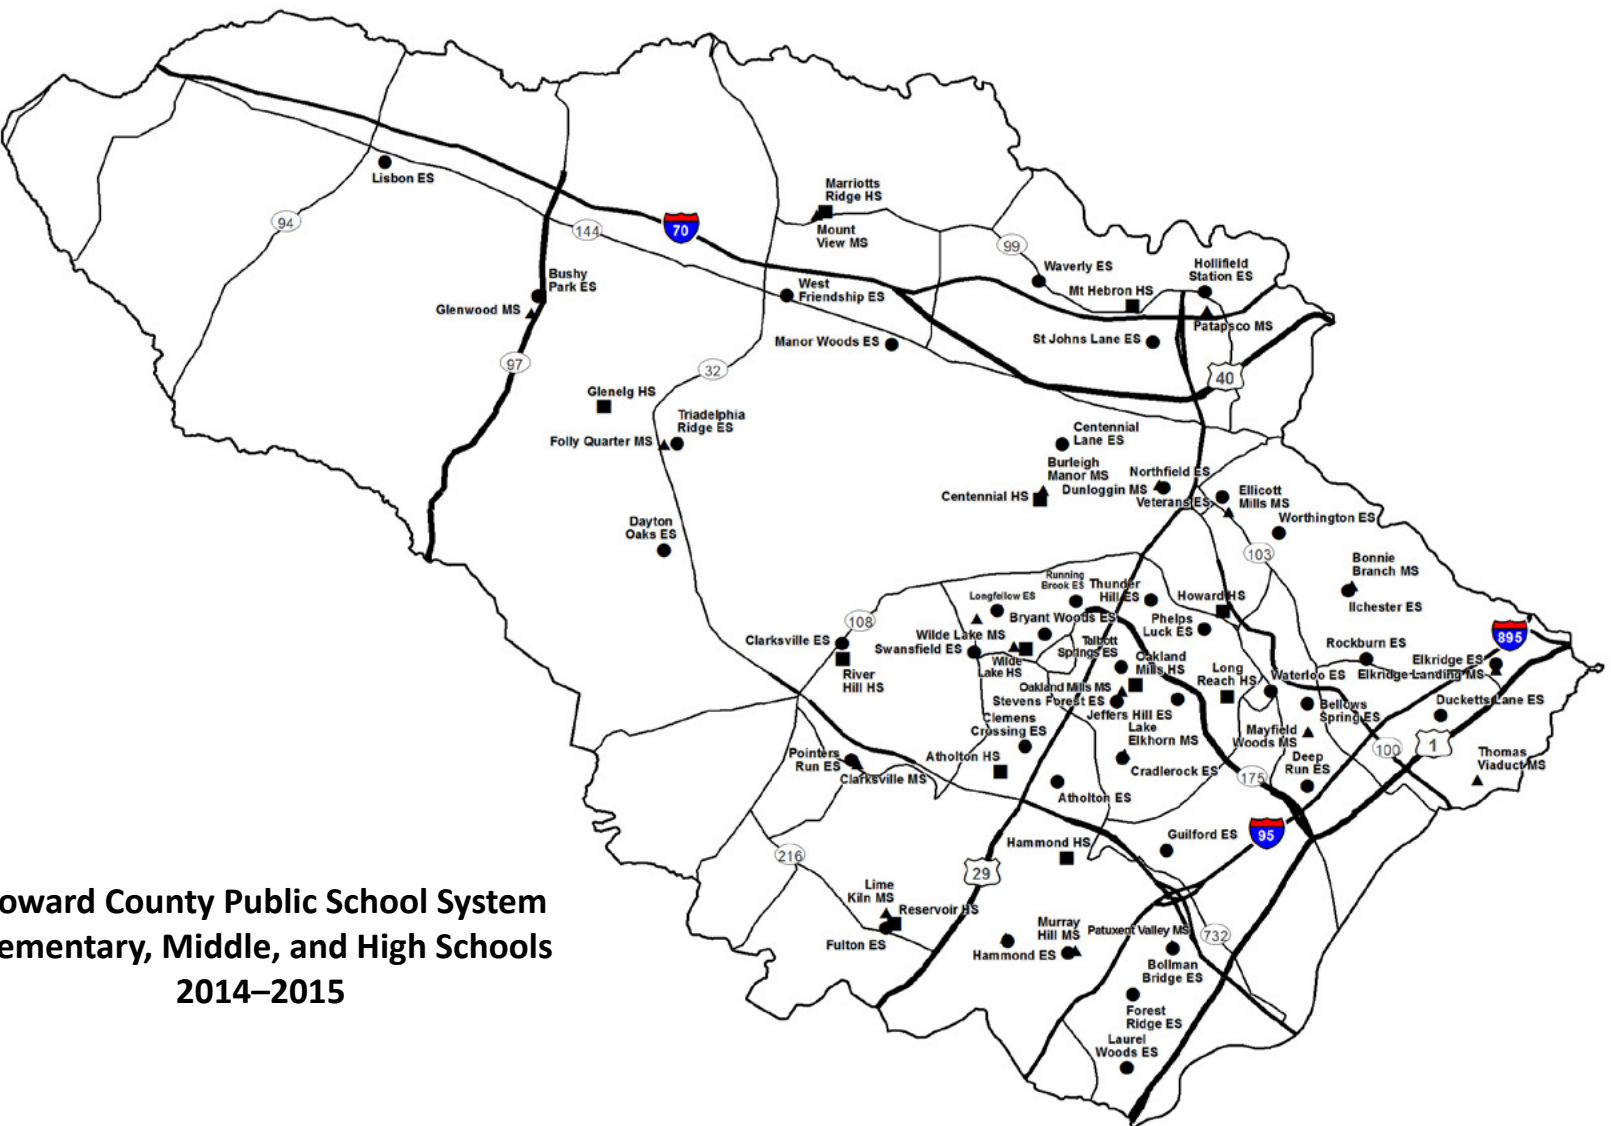 Marriotts
Ridge HS
Mount
View MS
Lisbon ES
94
144
70
99
Waverly ES
Hollifield
Station ES
Mt Hebron HS
Patapsco MS
St Johns Lane ES
Bushy
Park ES
Glenwood MS
West
Friendship ES
Manor Woods ES
97
32
40
Glenelg HS
Triadelphia
Ridge ES
Folly Quarter MS
Centennial
Lane ES
Burleigh
Manor MS
Centennial HS
Northfield ES
Dunloggin MS
Veterans ES
Ellicott
Mills MS
Worthington ES
Dayton
Oaks ES
103
Bonnie
Branch MS
Ilchester ES
Running
Brook ES
Thunder
Hill ES
Howard HS
Longfellow ES
Bryant Woods ES
Phelps
Luck ES
108
Clarksville ES
River
Hill HS
Wilde Lake MS
Swansfield ES
Wilde
Lake HS
Talbott
Springs ES
Oakland
Mills HS
Long
Reach HS
Waterloo ES
Rockburn ES
895
Elkridge ES
Elkridge Landing MS
Oakland Mills MS
Stevens Forest ES
Jeffers Hill ES
Bellows
Spring ES
Ducketts Lane ES
Clemens
Crossing ES
Lake
Elkhorn MS
Mayfield
Woods MS
100
1
Thomas
Viaduct MS
Pointers
Run ES
Clarksville MS
Atholton HS
Cradlerock ES
Deep
Run ES
175
Atholton ES
95
216
Hammond HS
Guilford ES
29
Lime
Kiln MS
Reservoir HS
Fulton ES
Murray
Hill MS
Hammond ES
Patuxent Valley MS
732
Bollman
Bridge ES
Forest
Ridge ES
Laurel
Woods ES
oward County Public School System
ementary, Middle, and High Schools
2014–2015